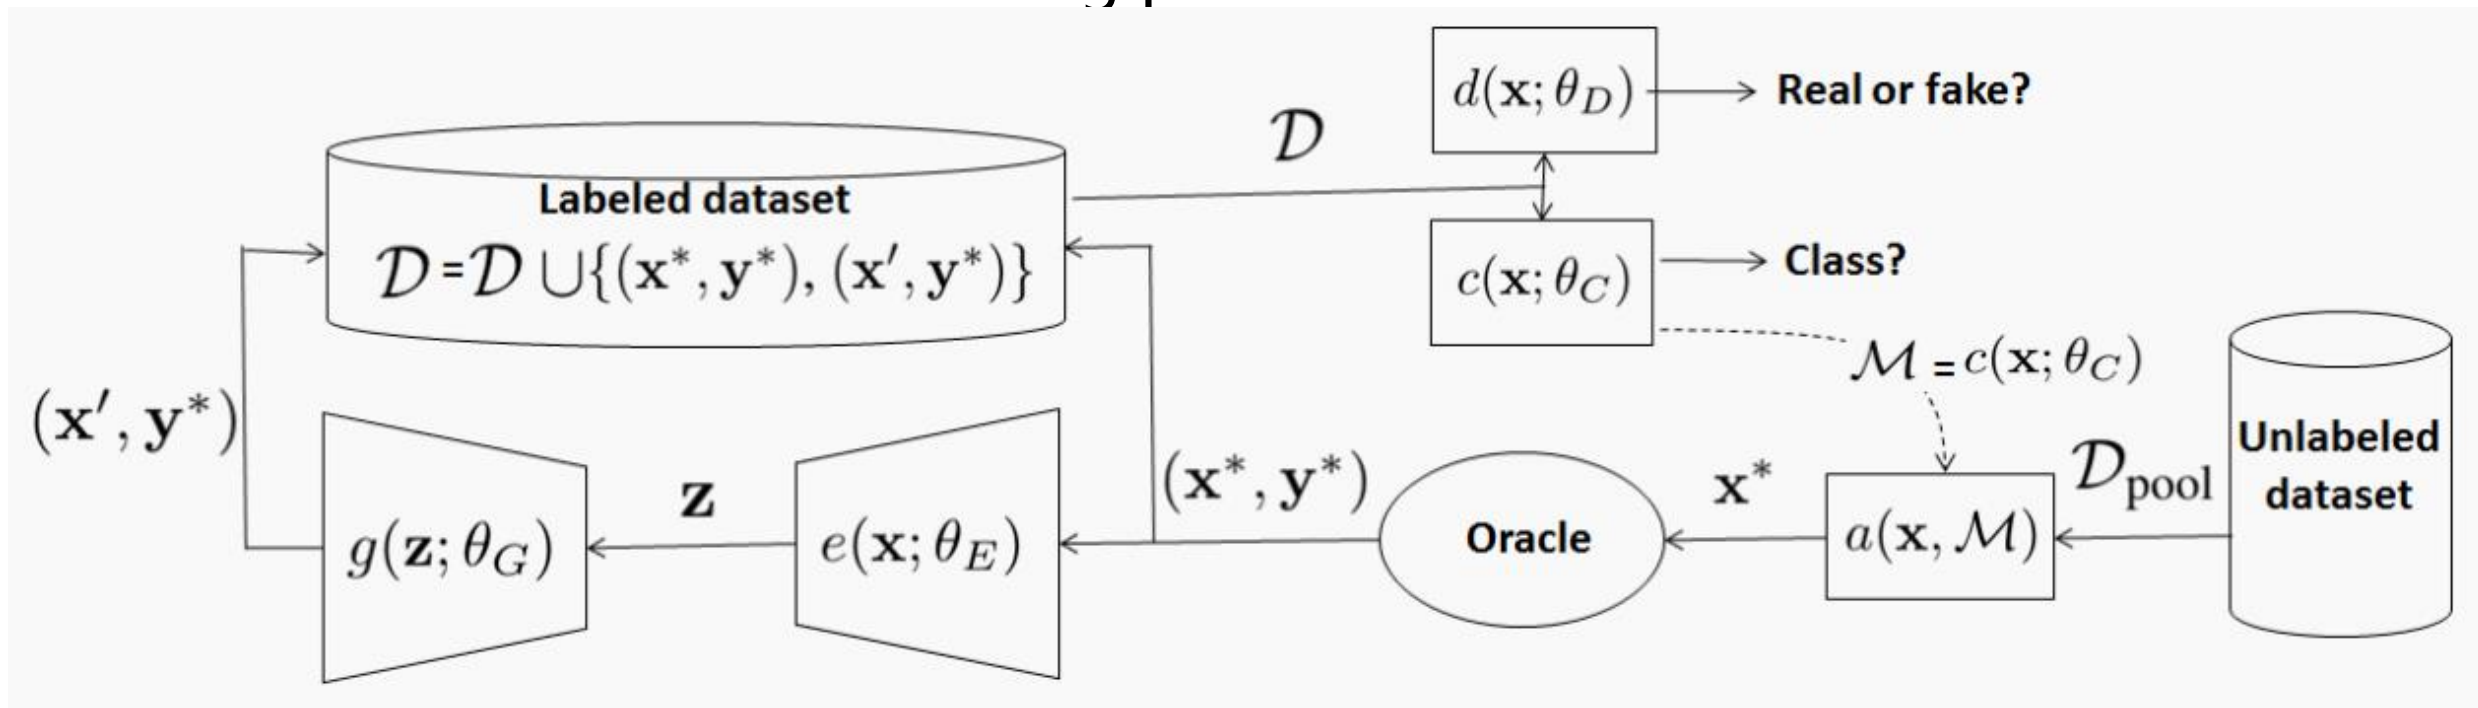 d(x; θ_D)
Real or fake?
𝒟
Labeled dataset
𝒟 = 𝒟 ∪ {(x*, y*), (x′, y*)}
c(x; θ_C)
Class?
ℳ = c(x; θ_C)
(x′, y*)
g(z; θ_G)
z
e(x; θ_E)
(x*, y*)
Oracle
x*
a(x, ℳ)
𝒟_pool
Unlabeled
dataset